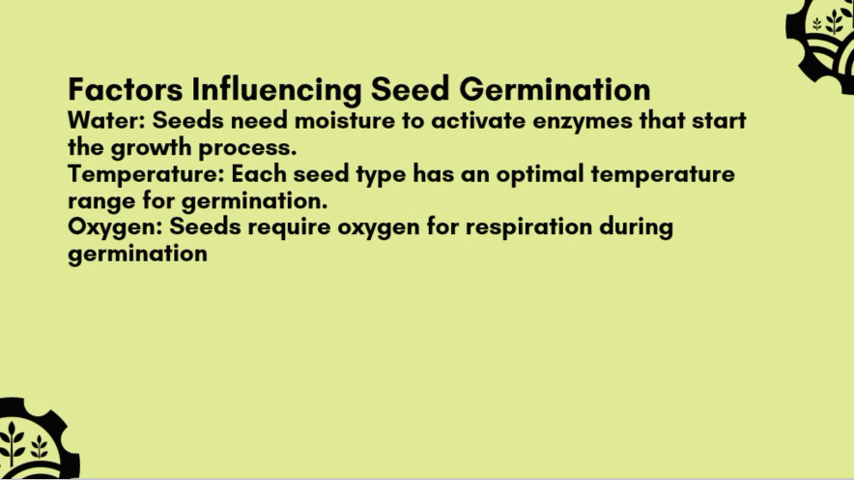 Factors Influencing Seed Germination
Water: Seeds need moisture to activate enzymes that start
the growth process.
Temperature: Each seed type has an optimal temperature
range for germination.
Oxygen: Seeds require oxygen for respiration during
germination